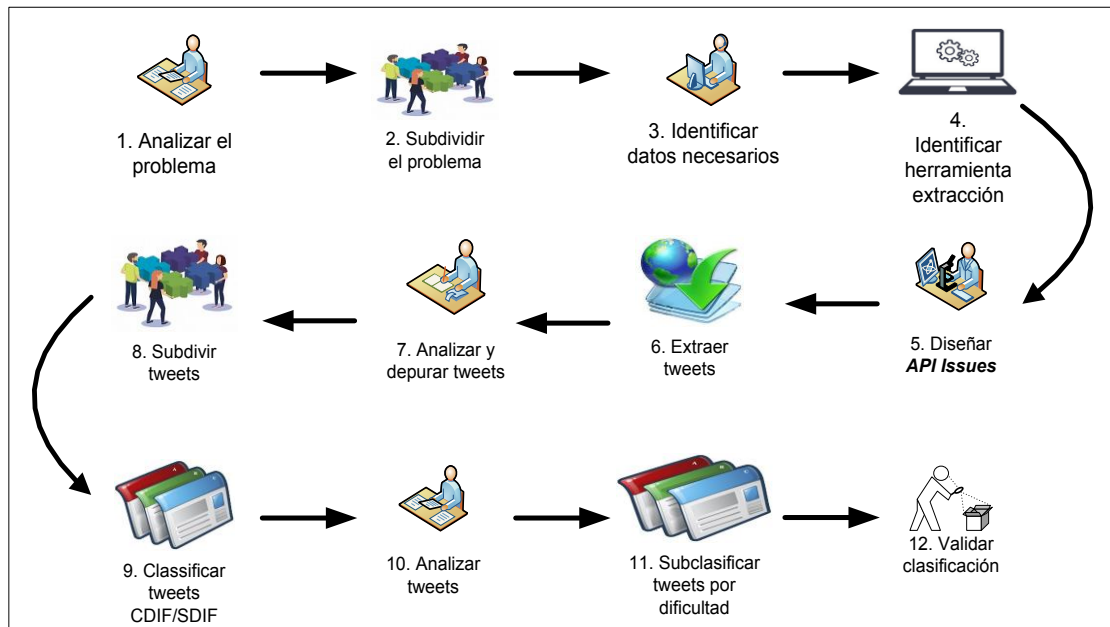 1. Analizar el
problema
2. Subdividir
el problema
3. Identificar
datos necesarios
4.
Identificar
herramienta
extracción
5. Diseñar
API Issues
6. Extraer
tweets
7. Analizar y
depurar tweets
8. Subdivir
tweets
9. Classificar
tweets
CDIF/SDIF
10. Analizar
tweets
11. Subclasificar
tweets por
dificultad
12. Validar
clasificación